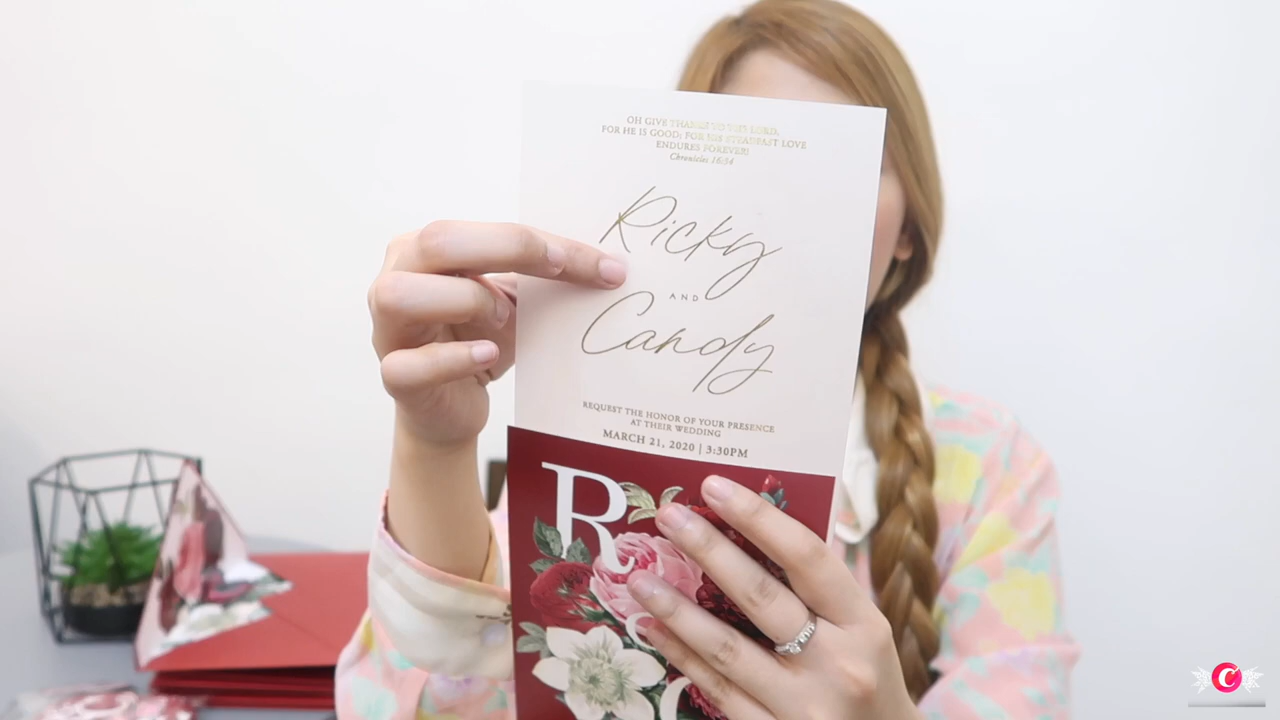 OH GIVE THANKS TO THE LORD,
FOR HE IS GOOD; FOR HIS STEADFAST LOVE
ENDURES FOREVER!
Chronicles 16:34
Ricky
AND
Candy
REQUEST THE HONOR OF YOUR PRESENCE
AT THEIR WEDDING
MARCH 21, 2020 | 3:30PM
R
C